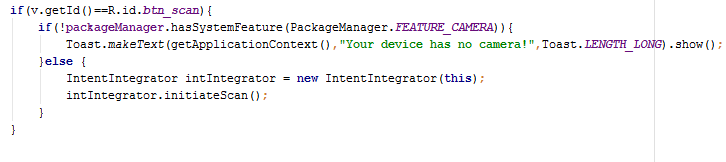 if(v.getId()==R.id.btn_scan){
if(!packageManager.hasSystemFeature(PackageManager.FEATURE_CAMERA)){
Toast.makeText(getApplicationContext(),"Your device has no camera!",Toast.LENGTH_LONG).show();
}else {
IntentIntegrator intIntegrator = new IntentIntegrator(this);
intIntegrator.initiateScan();
}
}